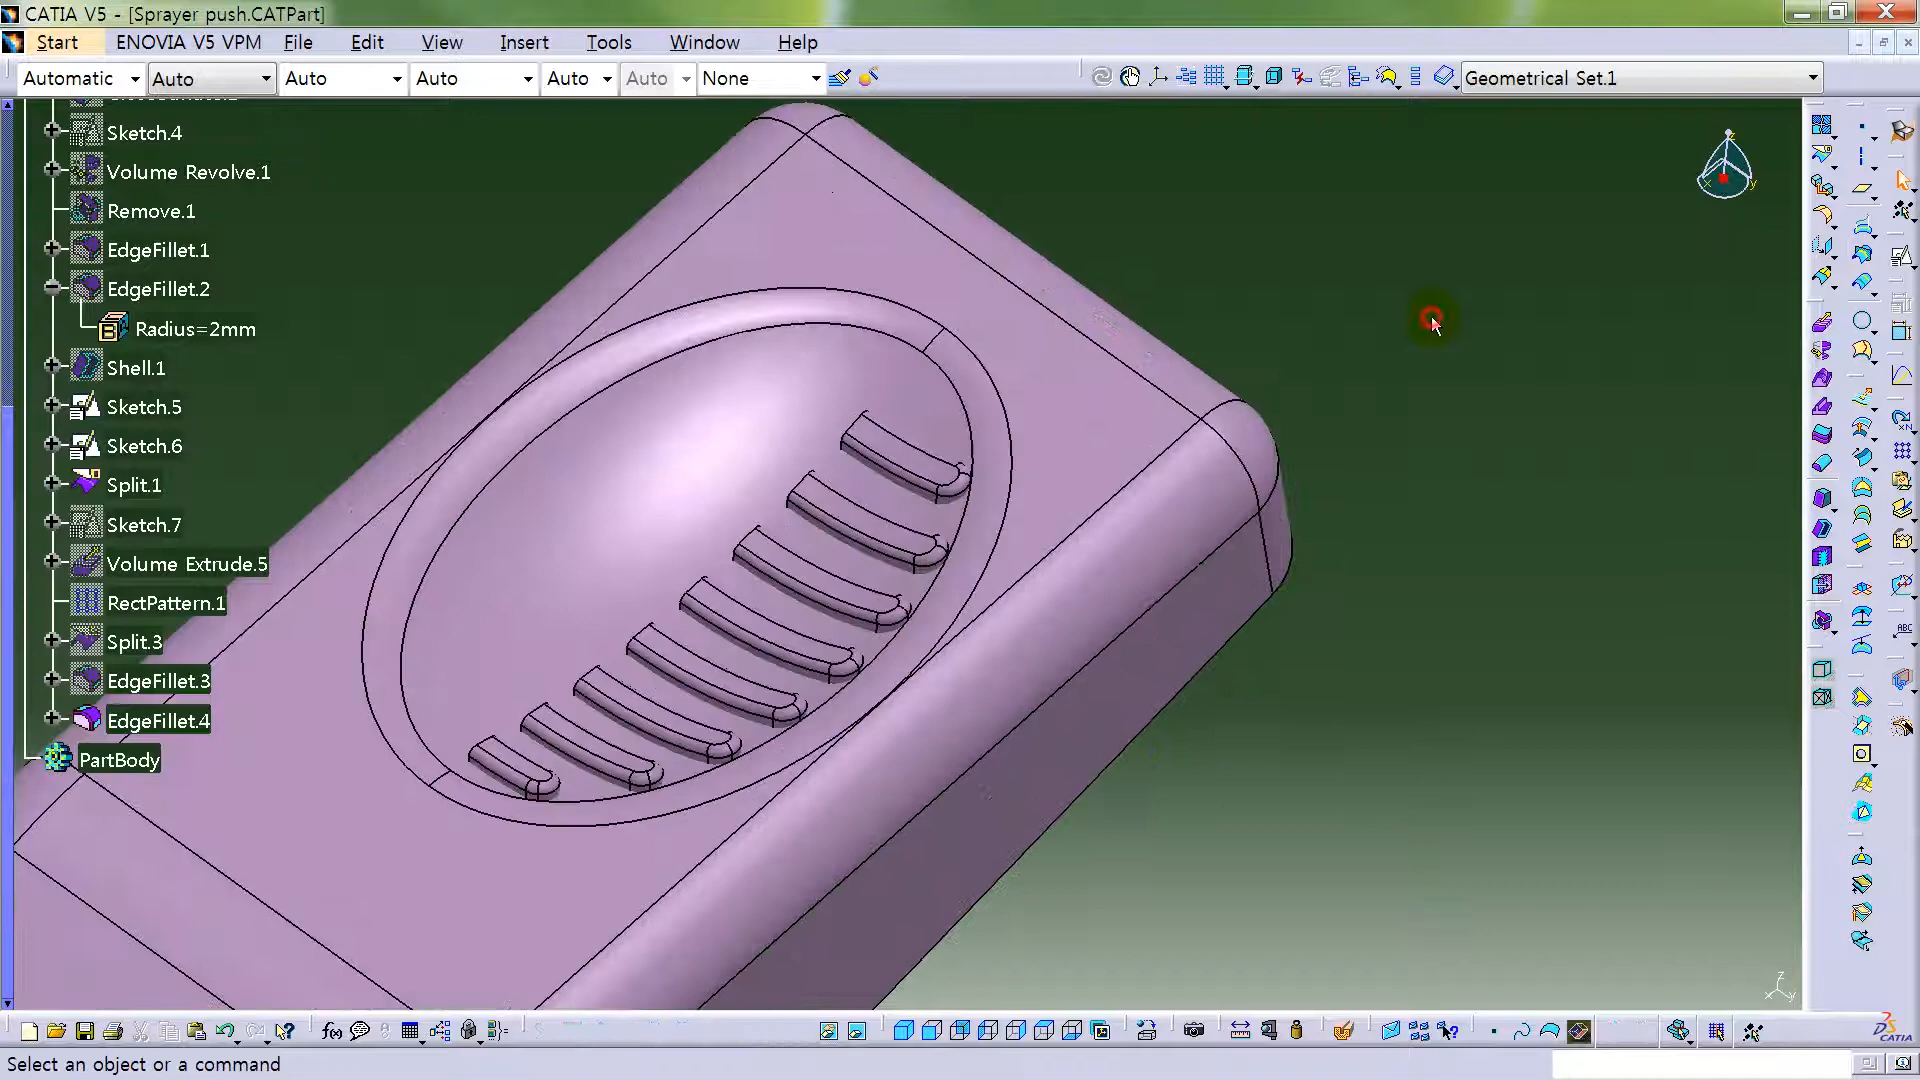 CATIA V5 - [Sprayer push.CATPart]
Start ENOVIA V5 VPM File Edit View Insert Tools Window Help
Automatic Auto Auto Auto Auto Auto None Geometrical Set.1
Sketch.4
Volume Revolve.1
Remove.1
EdgeFillet.1
EdgeFillet.2
Radius=2mm
Shell.1
Sketch.5
Sketch.6
Split.1
Sketch.7
Volume Extrude.5
RectPattern.1
Split.3
EdgeFillet.3
EdgeFillet.4
PartBody
Select an object or a command
CATIA